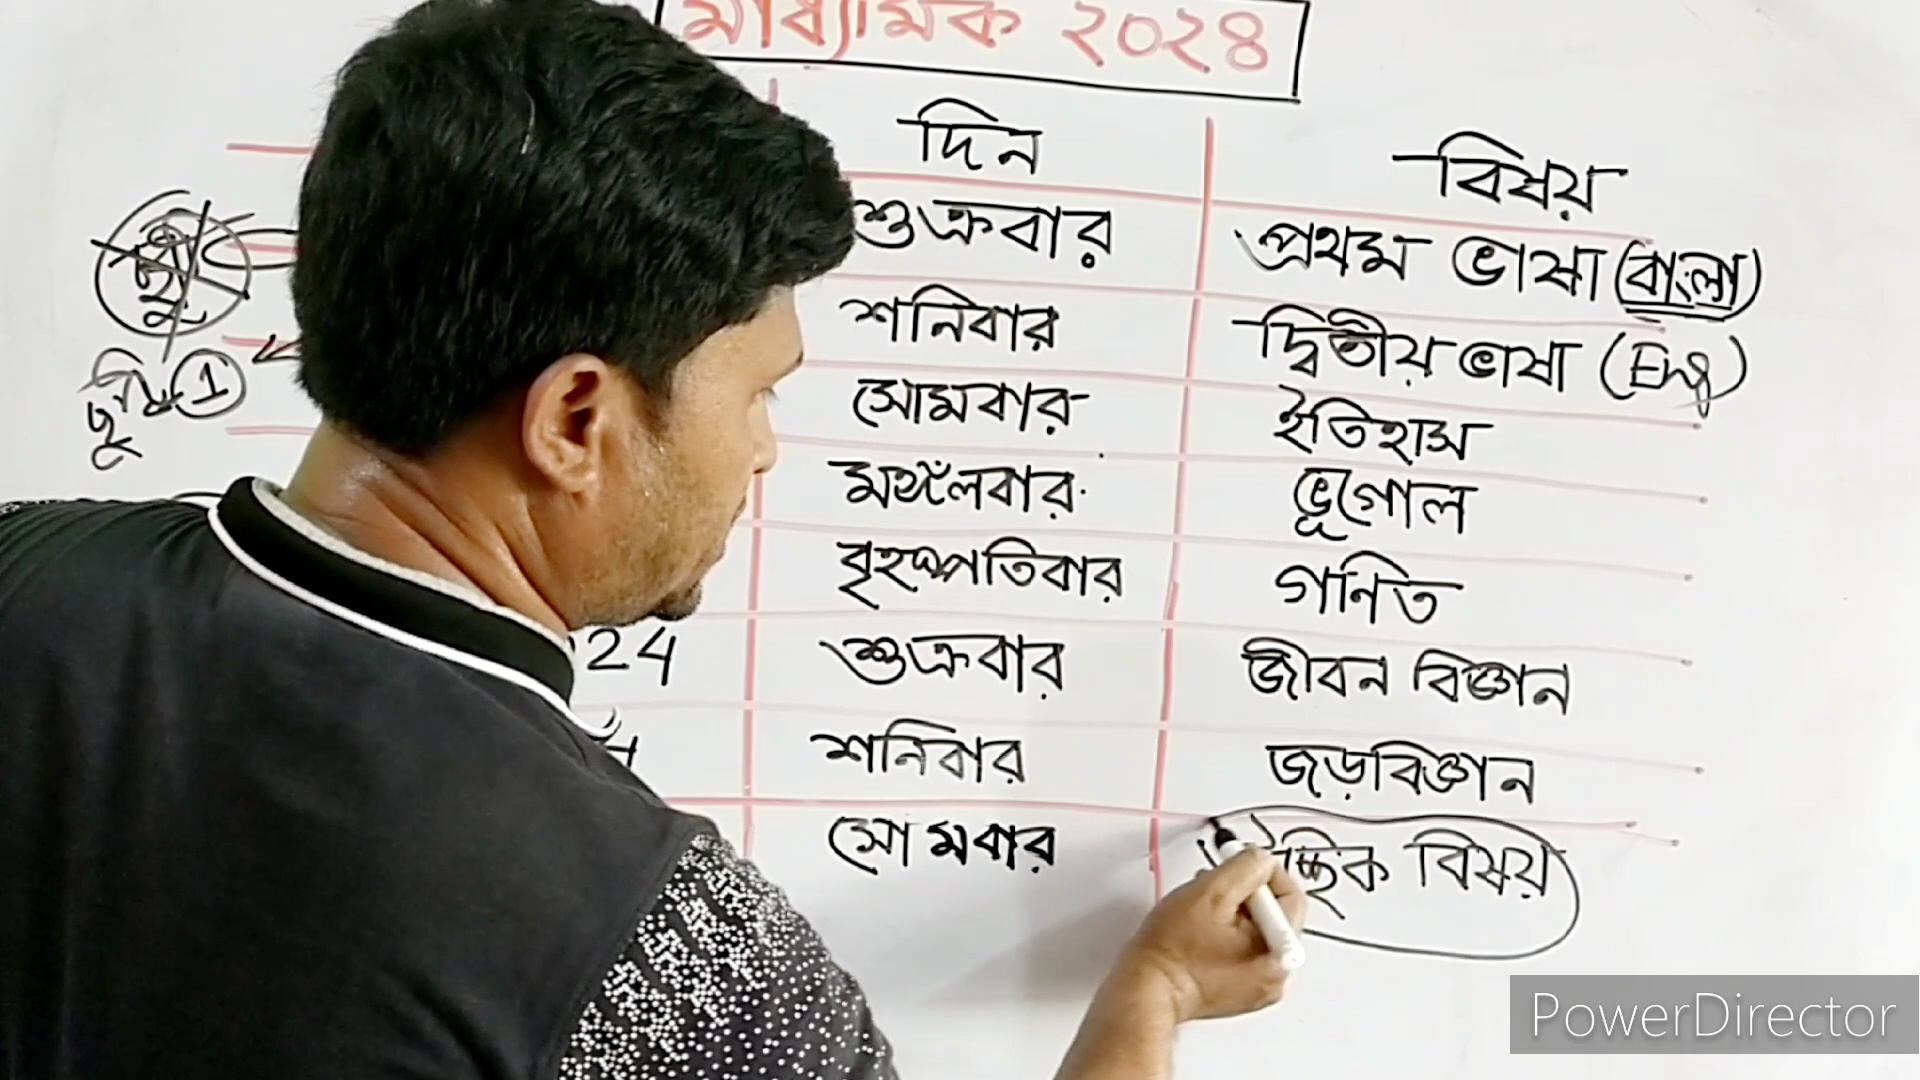 মাধ্যমিক ২০২৪
দিন বিষয়
শুক্রবার প্রথম ভাষা (বাংলা)
শনিবার দ্বিতীয় ভাষা (Eng)
সোমবার ইতিহাস
মঙ্গলবার ভূগোল
বৃহস্পতিবার গনিত
24 শুক্রবার জীবন বিজ্ঞান
শনিবার জড়বিজ্ঞান
সোমবার ঐচ্ছিক বিষয়
ছুটি
ছুটি 1
PowerDirector